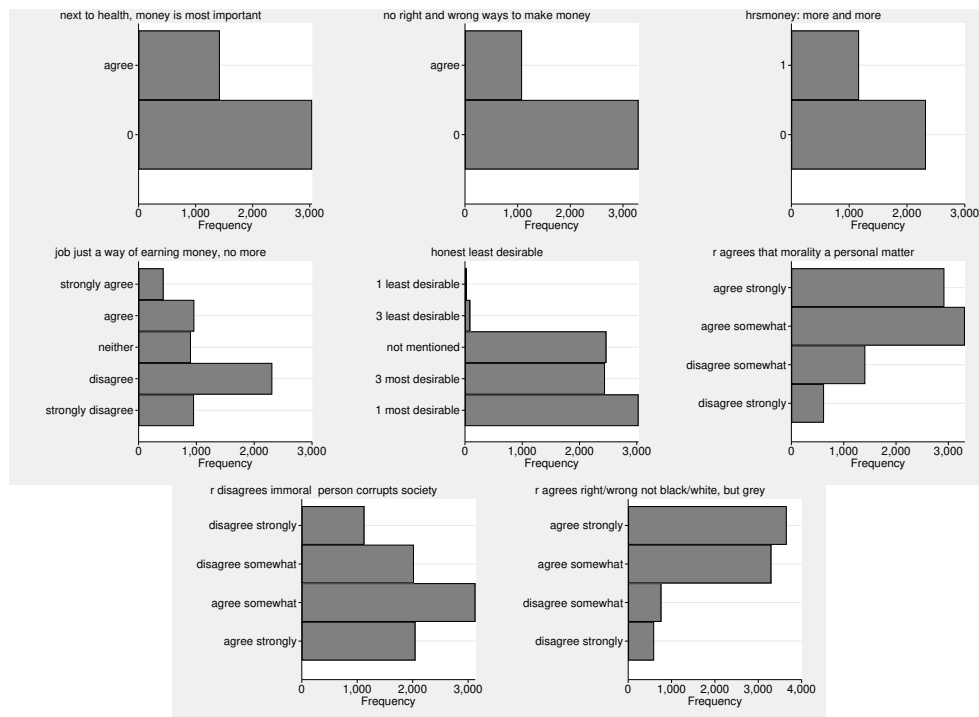 next to health, money is most important
agree
0
0 1,000 2,000 3,000
Frequency
no right and wrong ways to make money
agree
0
0 1,000 2,000 3,000
Frequency
hrsmoney: more and more
1
0
0 1,000 2,000 3,000
Frequency
job just a way of earning money, no more
strongly agree
agree
neither
disagree
strongly disagree
0 1,000 2,000 3,000
Frequency
honest least desirable
1 least desirable
3 least desirable
not mentioned
3 most desirable
1 most desirable
0 1,000 2,000 3,000
Frequency
r agrees that morality a personal matter
agree strongly
agree somewhat
disagree somewhat
disagree strongly
0 1,000 2,000 3,000
Frequency
r disagrees immoral  person corrupts society
disagree strongly
disagree somewhat
agree somewhat
agree strongly
0 1,000 2,000 3,000
Frequency
r agrees right/wrong not black/white, but grey
agree strongly
agree somewhat
disagree somewhat
disagree strongly
0 1,000 2,000 3,000 4,000
Frequency